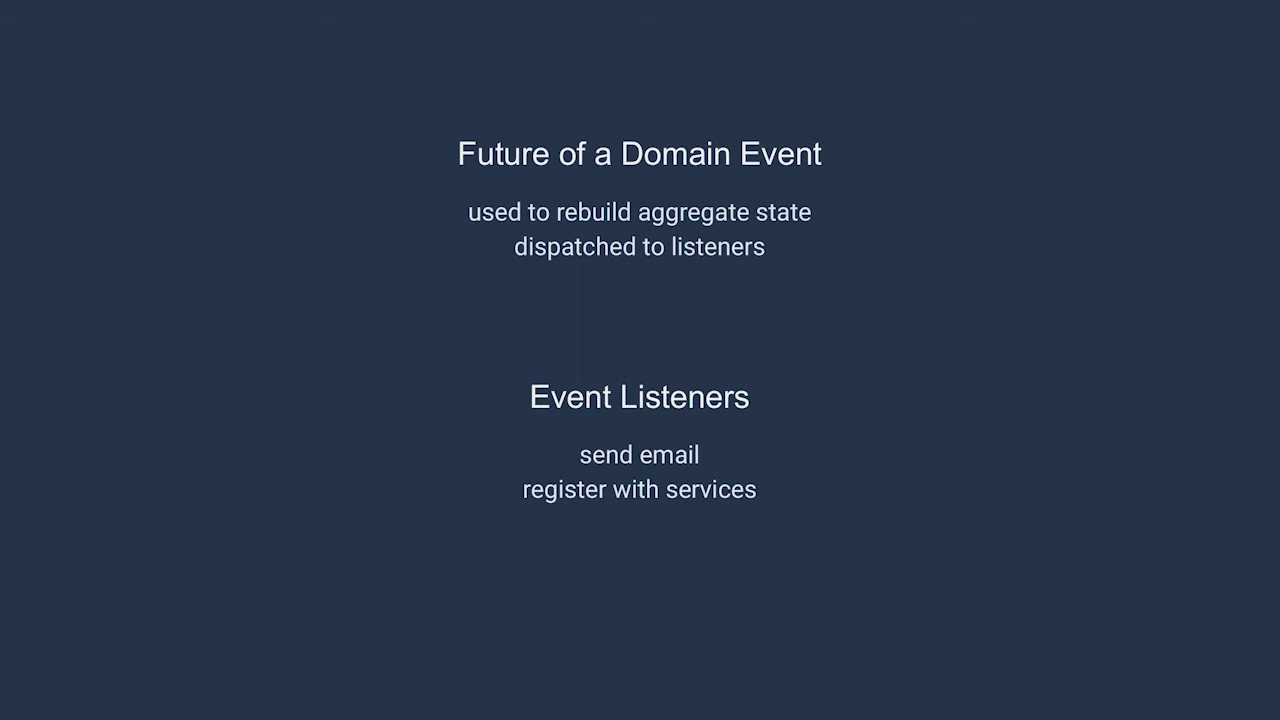 Future of a Domain Event
used to rebuild aggregate state
dispatched to listeners
Event Listeners
send email
register with services